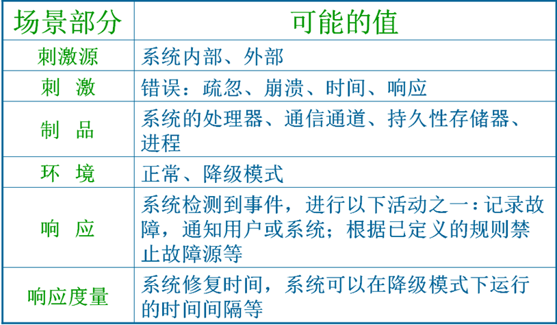 场景部分 可能的值
刺激源 系统内部、外部
刺 激 错误：疏忽、崩溃、时间、响应
制 品 系统的处理器、通信通道、持久性存储器、
进程
环 境 正常、降级模式
响 应 系统检测到事件，进行以下活动之一：记录故
障，通知用户或系统；根据已定义的规则禁
止故障源等
响应度量 系统修复时间，系统可以在降级模式下运行
的时间间隔等